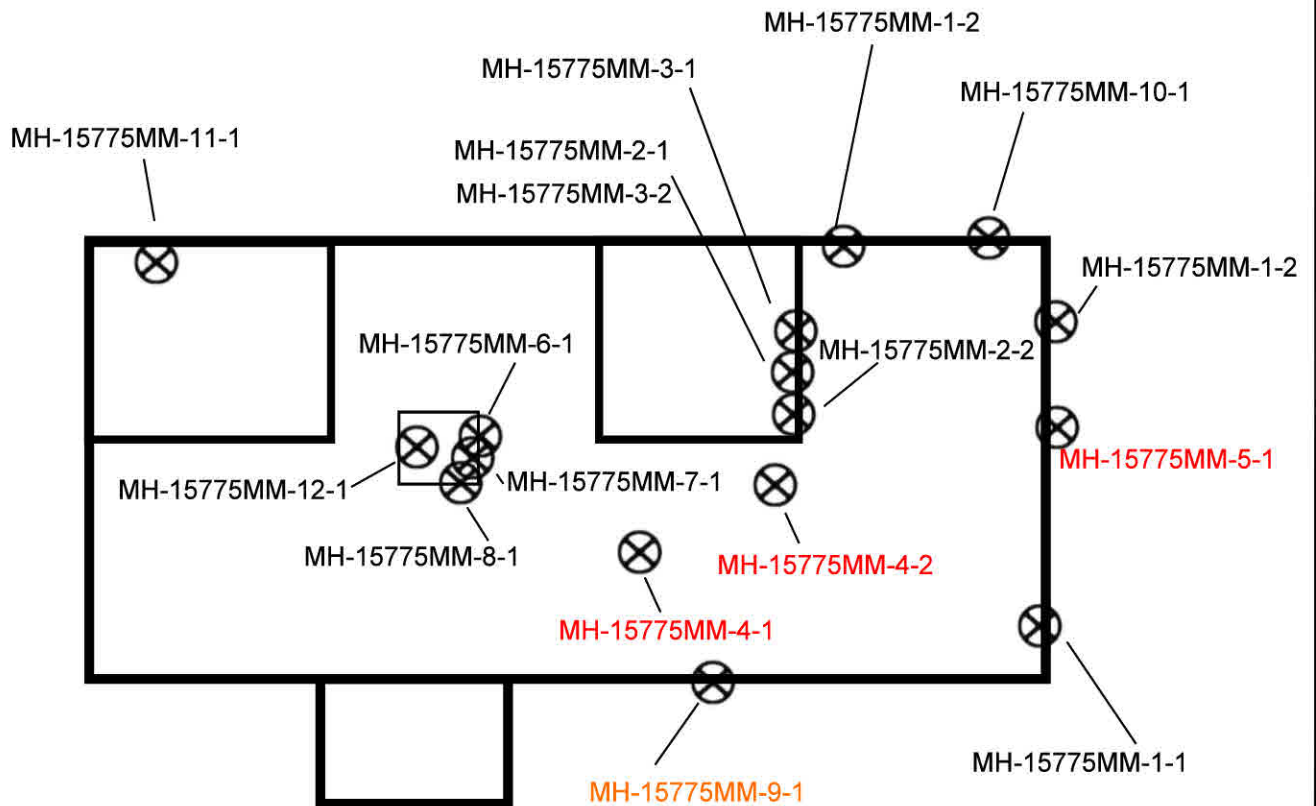 MH-15775MM-1-2
MH-15775MM-3-1
MH-15775MM-10-1
MH-15775MM-11-1
MH-15775MM-2-1
MH-15775MM-3-2
MH-15775MM-1-2
MH-15775MM-6-1
MH-15775MM-2-2
MH-15775MM-5-1
MH-15775MM-12-1
MH-15775MM-7-1
MH-15775MM-8-1
MH-15775MM-4-2
MH-15775MM-4-1
MH-15775MM-1-1
MH-15775MM-9-1